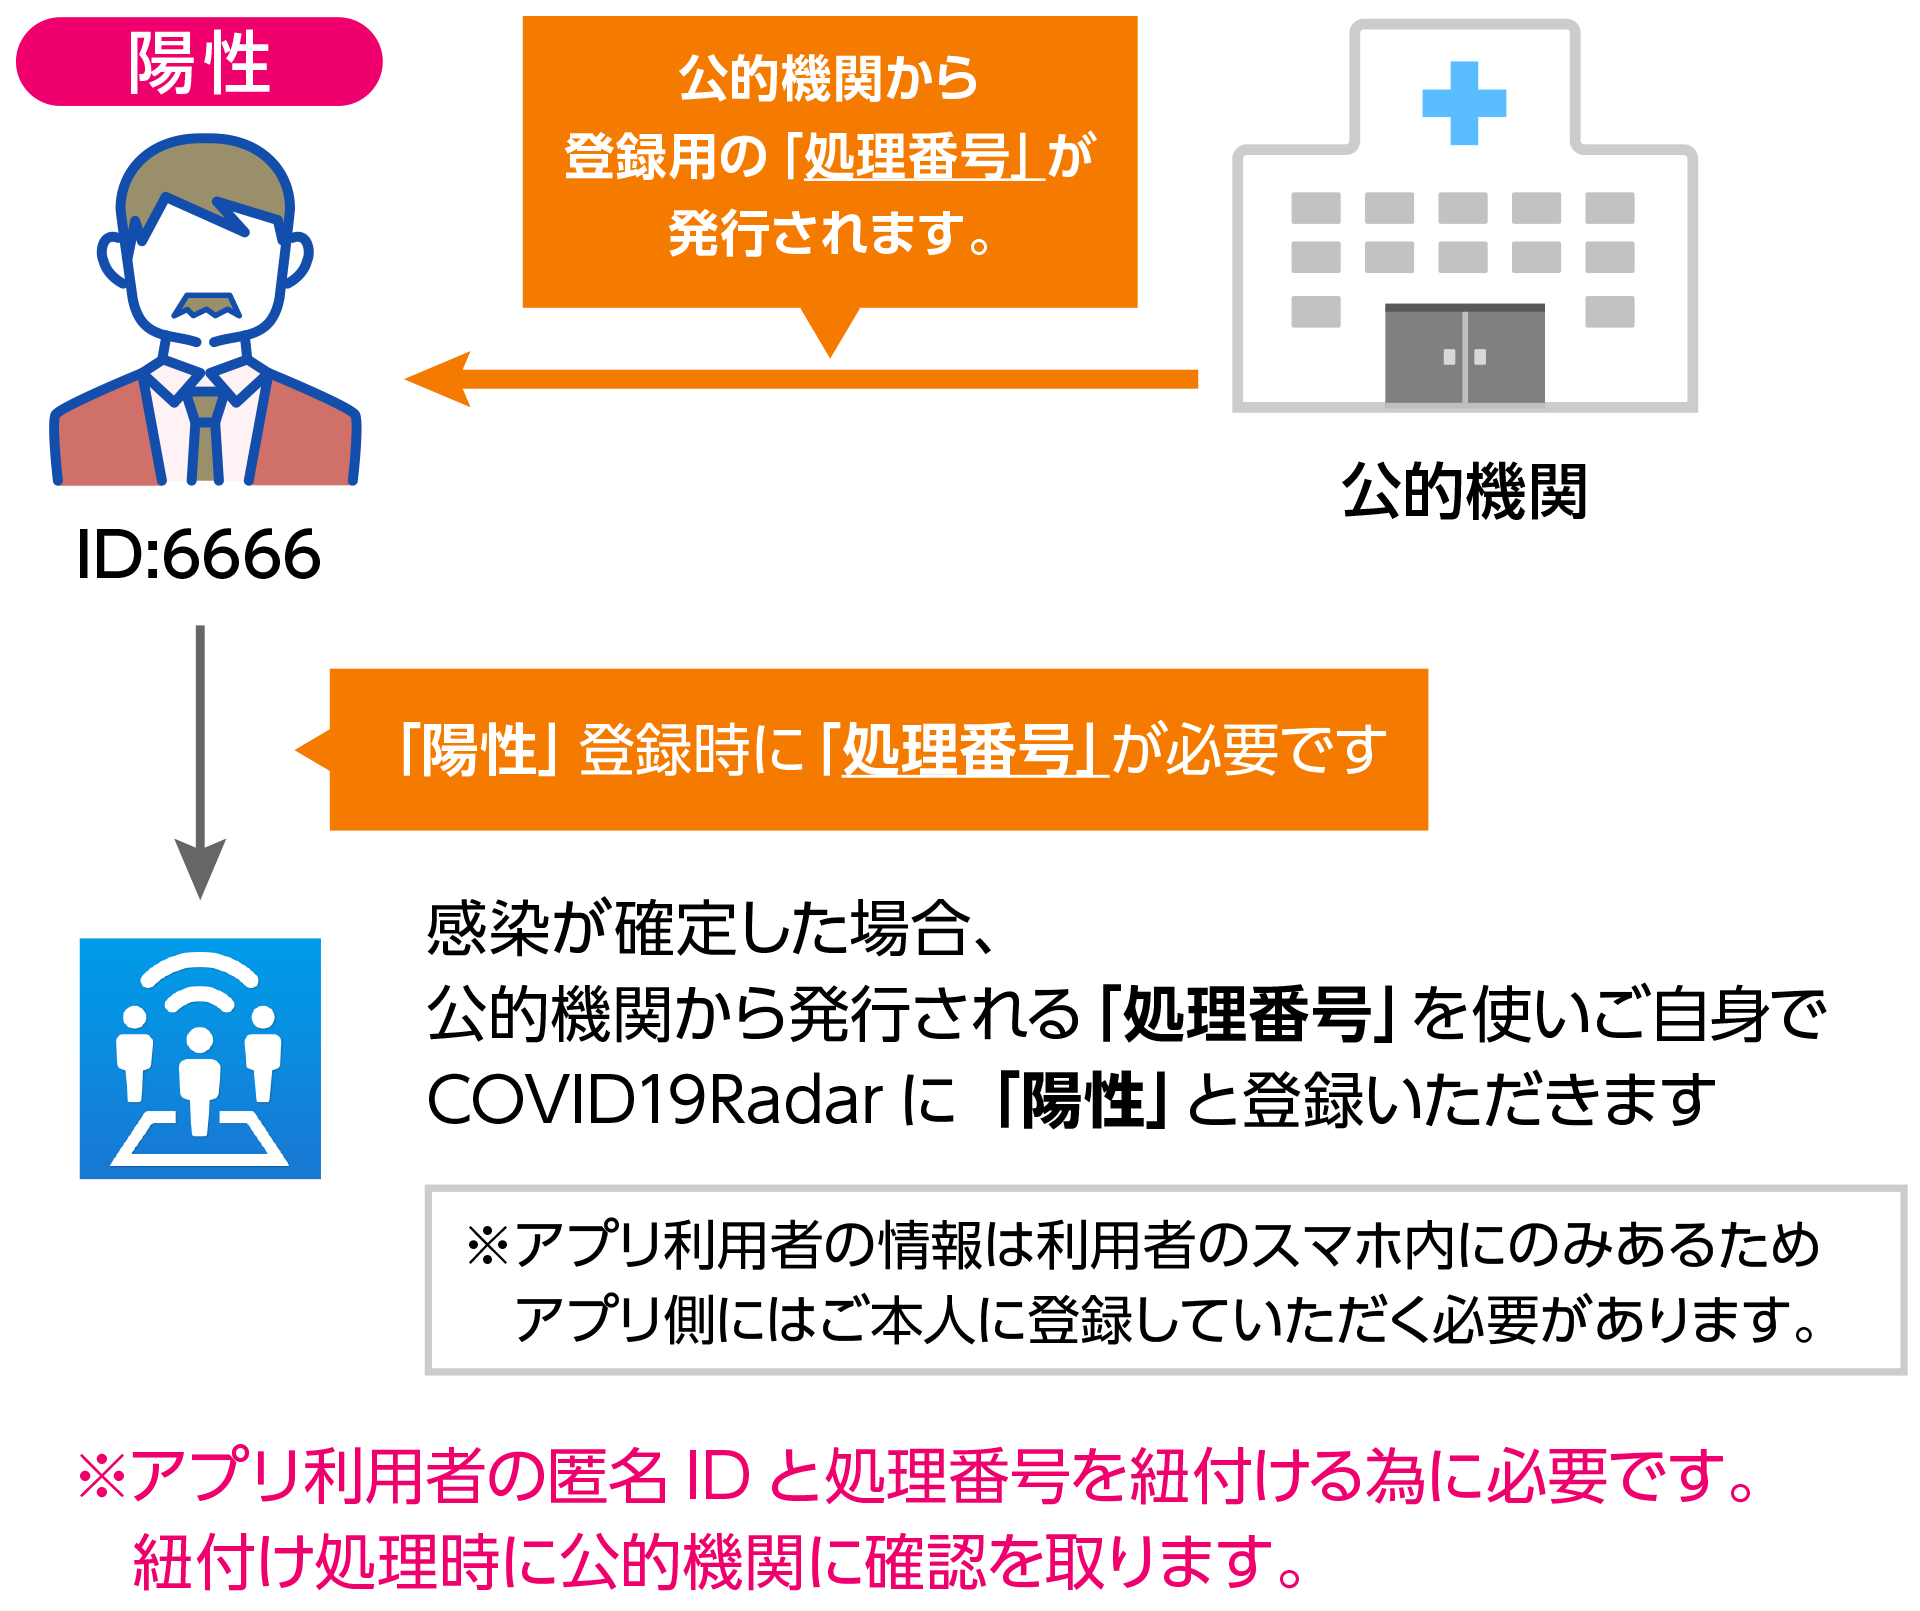 陽性
公的機関から
登録用の「処理番号」が
発行されます。
公的機関
ID:6666
「陽性」登録時に「処理番号」が必要です
感染が確定した場合、
公的機関から発行される「処理番号」を使いご自身で
COVID19Radar に 「陽性」と登録いただきます
※アプリ利用者の情報は利用者のスマホ内にのみあるため
アプリ側にはご本人に登録していただく必要があります。
※アプリ利用者の匿名 ID と処理番号を紐付ける為に必要です。
紐付け処理時に公的機関に確認を取ります。